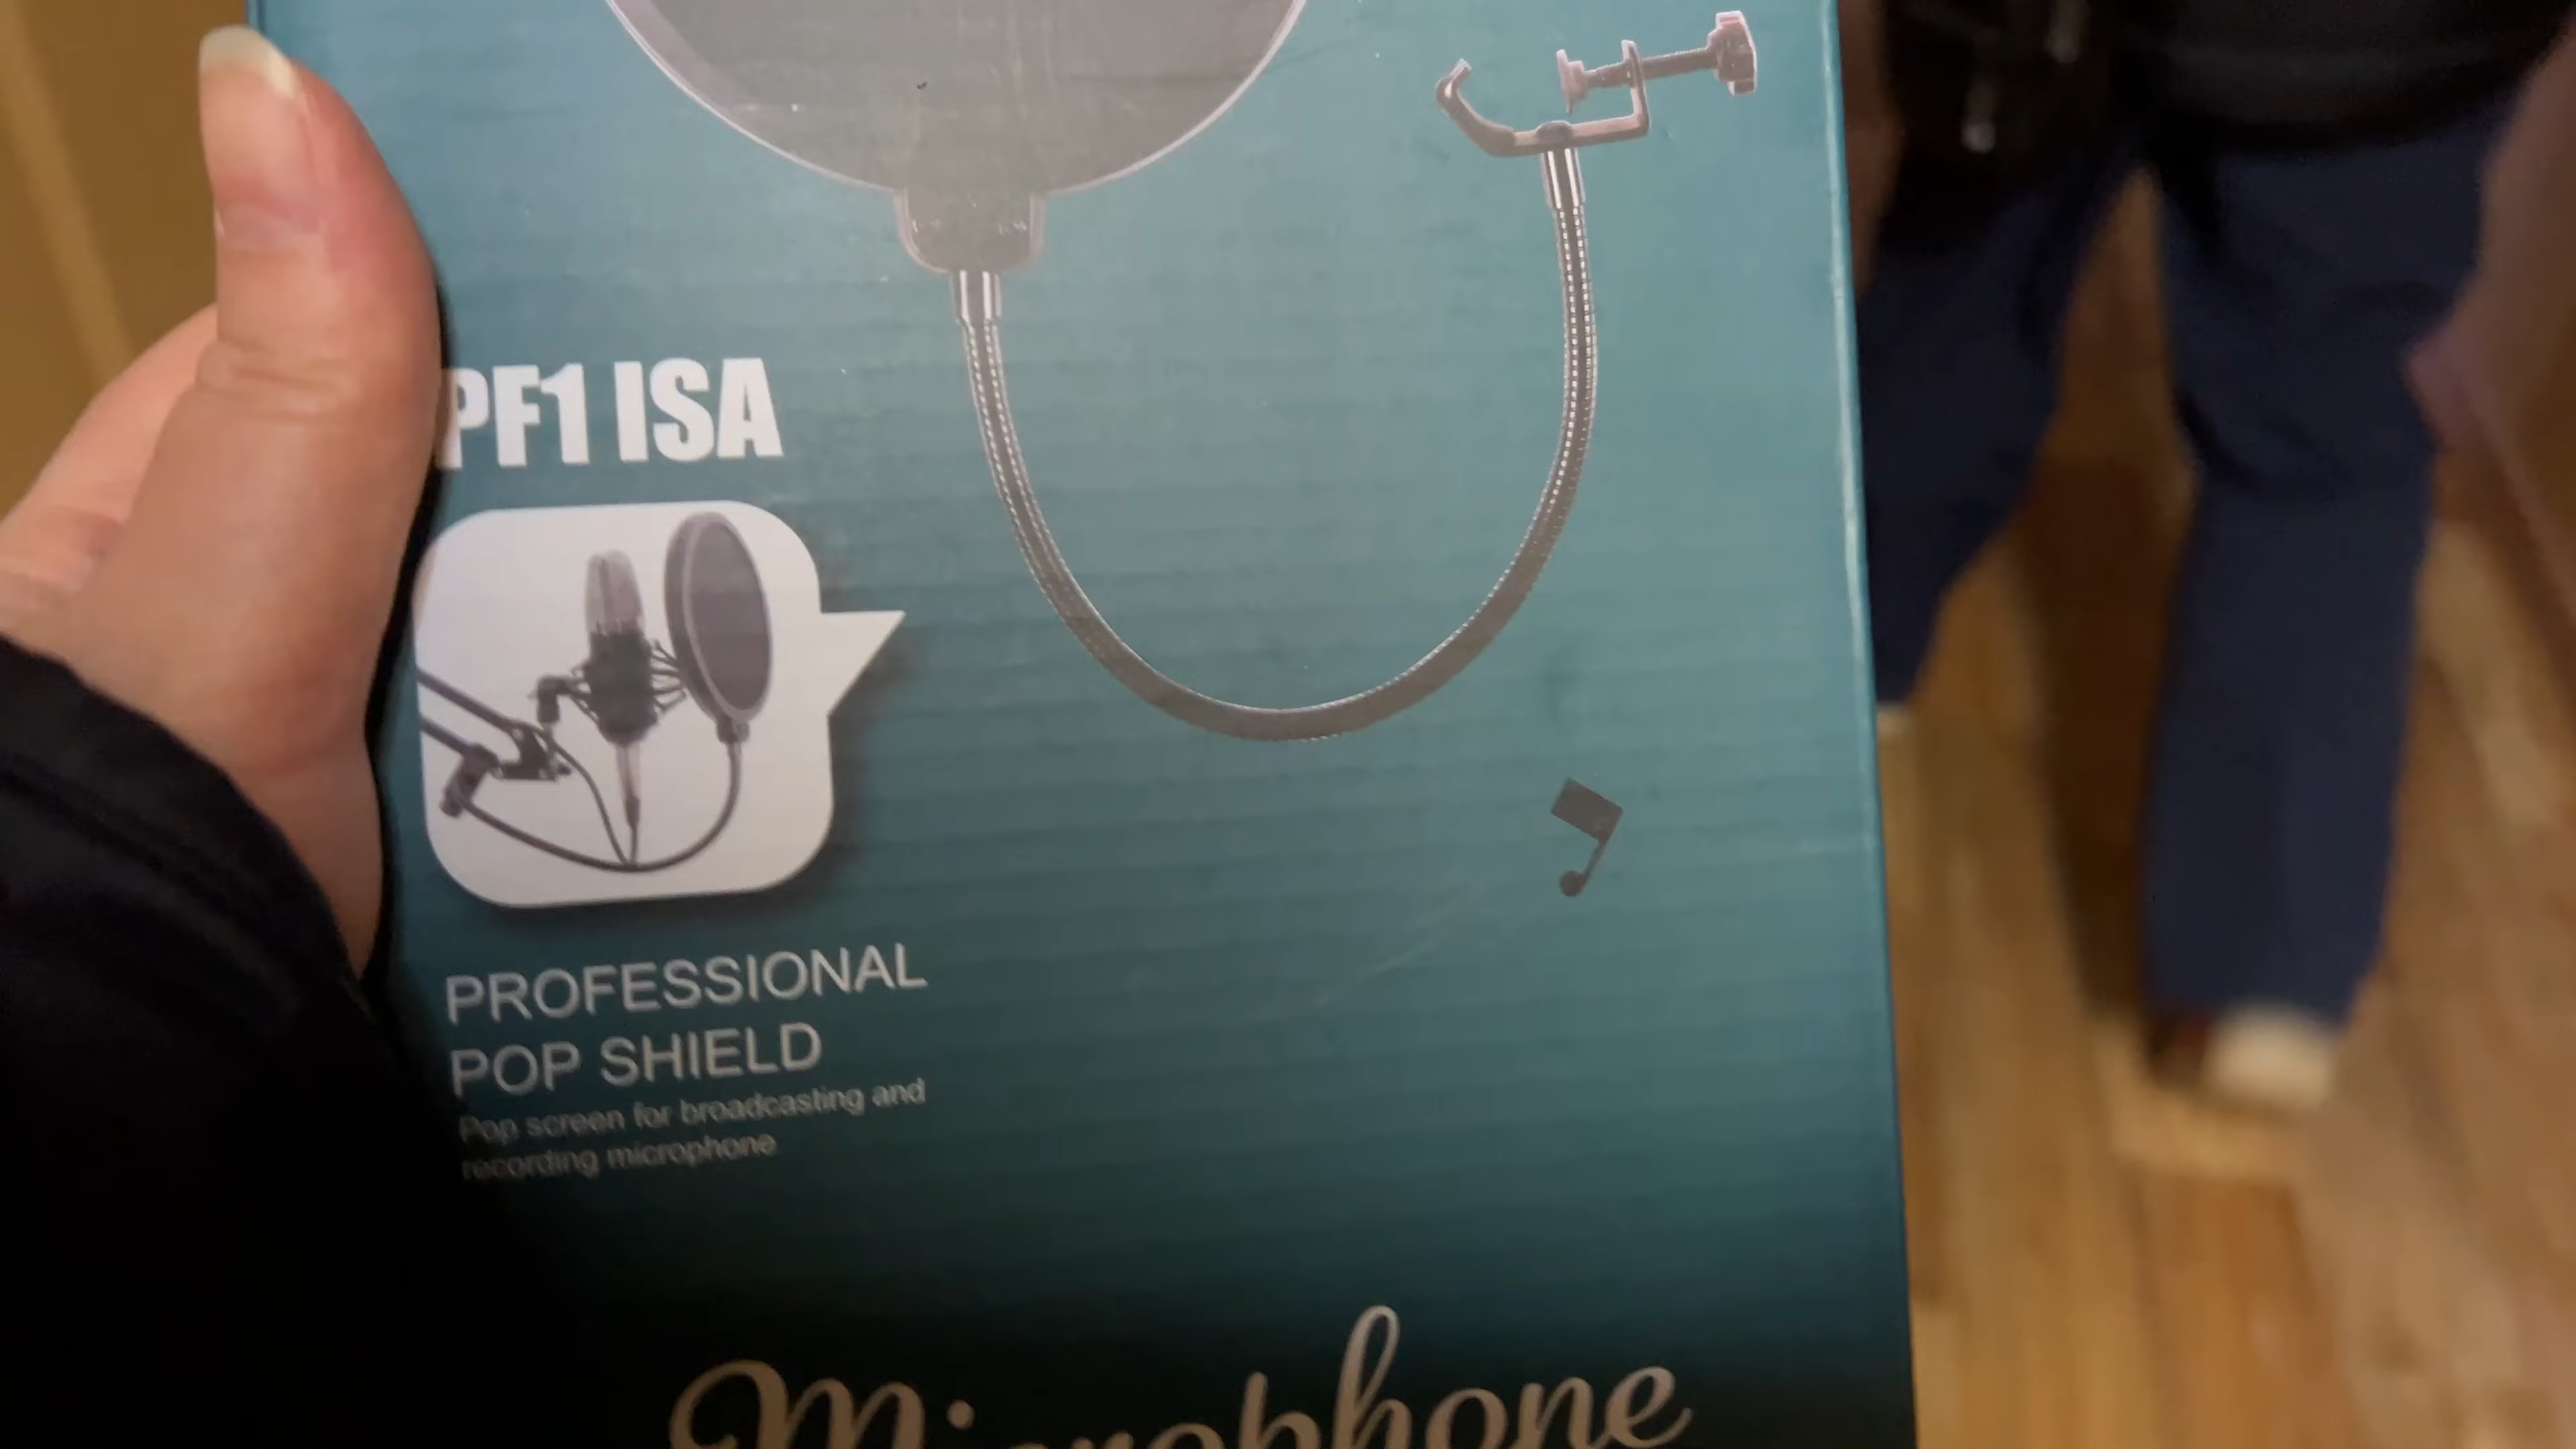 PF1 ISA
PROFESSIONAL
POP SHIELD
Pop screen for broadcasting and
recording microphone
Microphone